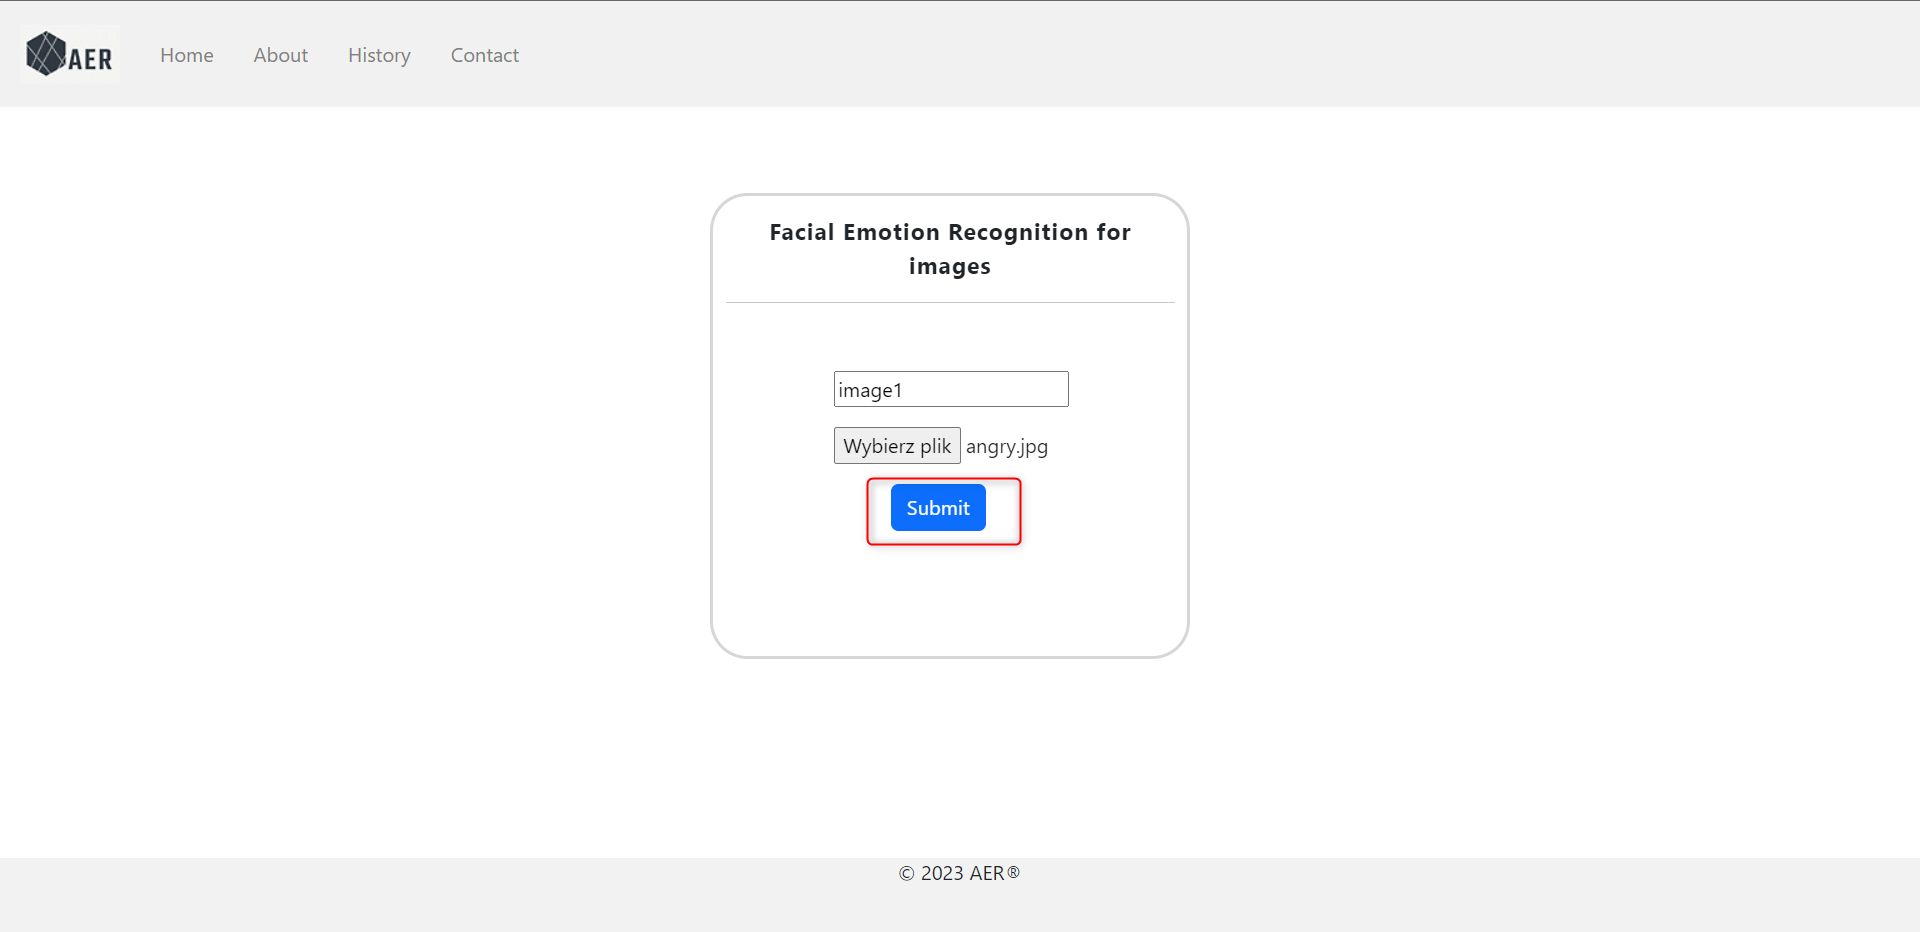 AER
Home About History Contact
Facial Emotion Recognition for
images
image1
Wybierz plik angry.jpg
Submit
© 2023 AER®